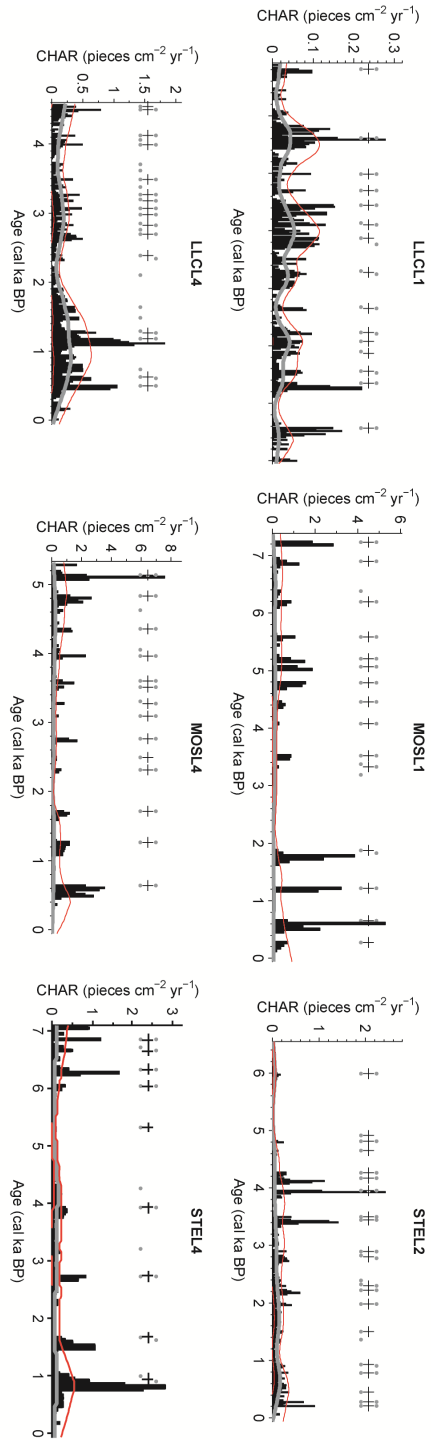 LLCL1
CHAR (pieces cm⁻² yr⁻¹)
0 0.1 0.2 0.3
Age (cal ka BP)
MOSL1
CHAR (pieces cm⁻² yr⁻¹)
0 2 4 6
7 6 5 4 3 2 1 0
Age (cal ka BP)
STEL2
CHAR (pieces cm⁻² yr⁻¹)
0 1 2
6 5 4 3 2 1 0
Age (cal ka BP)
LLCL4
CHAR (pieces cm⁻² yr⁻¹)
0 0.5 1 1.5 2
4 3 2 1 0
Age (cal ka BP)
MOSL4
CHAR (pieces cm⁻² yr⁻¹)
0 2 4 6 8
5 4 3 2 1 0
Age (cal ka BP)
STEL4
CHAR (pieces cm⁻² yr⁻¹)
0 1 2 3
7 6 5 4 3 2 1 0
Age (cal ka BP)